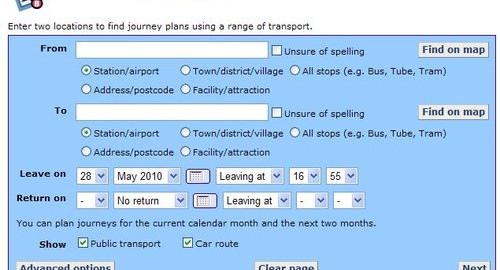 Enter two locations to find journey plans using a range of transport.
From Unsure of spelling Find on map
Station/airport Town/district/village All stops (e.g. Bus, Tube, Tram)
Address/postcode Facility/attraction
To Unsure of spelling Find on map
Station/airport Town/district/village All stops (e.g. Bus, Tube, Tram)
Address/postcode Facility/attraction
Leave on 28 May 2010 Leaving at 16 55
Return on - No return Leaving at - -
You can plan journeys for the current calendar month and the next two months.
Show Public transport Car route
Advanced options Clear page Next